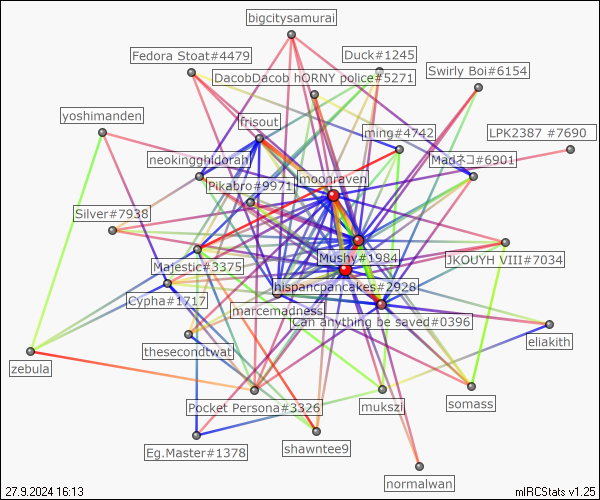 bigcitysamurai
Fedora Stoat#4479
Duck#1245
DacobDacob hORNY police#5271
Swirly Boi#6154
yoshimanden
frisout
ming#4742
LPK2387 #7690
neokingghidorah
Madネコ#6901
moonraven
Pikabro#9971
Silver#7938
Mushy#1984
Majestic#3375
JKOUYH VIII#7034
hispancpancakes#2928
Cypha#1717
marcemadness
Can anything be saved#0396
eliakith
thesecondtwat
zebula
Pocket Persona#3326
mukszi
somass
Eg.Master#1378
shawntee9
normalwan
27.9.2024 16:13
mIRCStats v1.25